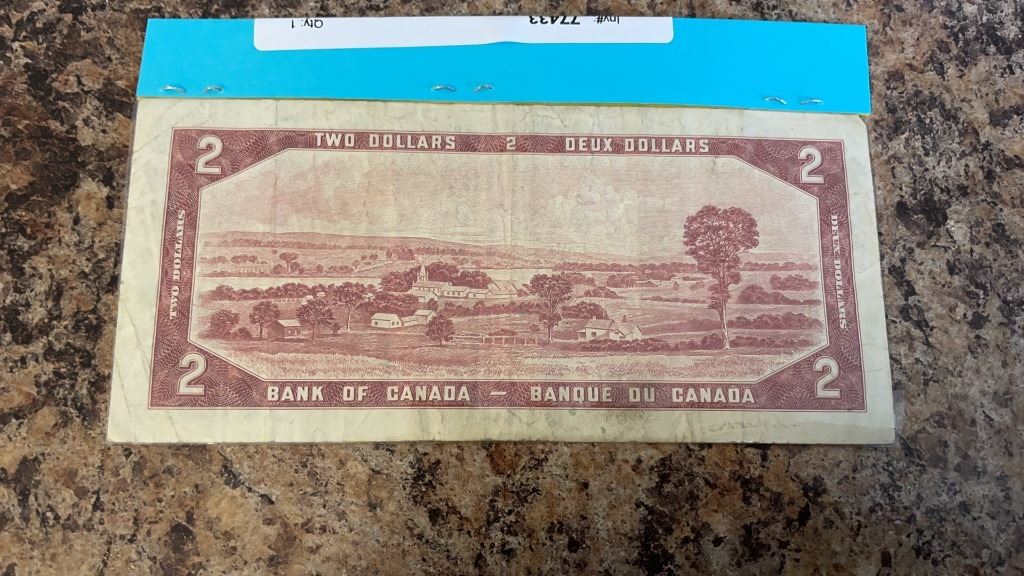 Qty: 1 Inv#: 77433
2 TWO DOLLARS 2 DEUX DOLLARS 2
TWO DOLLARS
DEUX DOLLARS
2 BANK OF CANADA — BANQUE DU CANADA 2